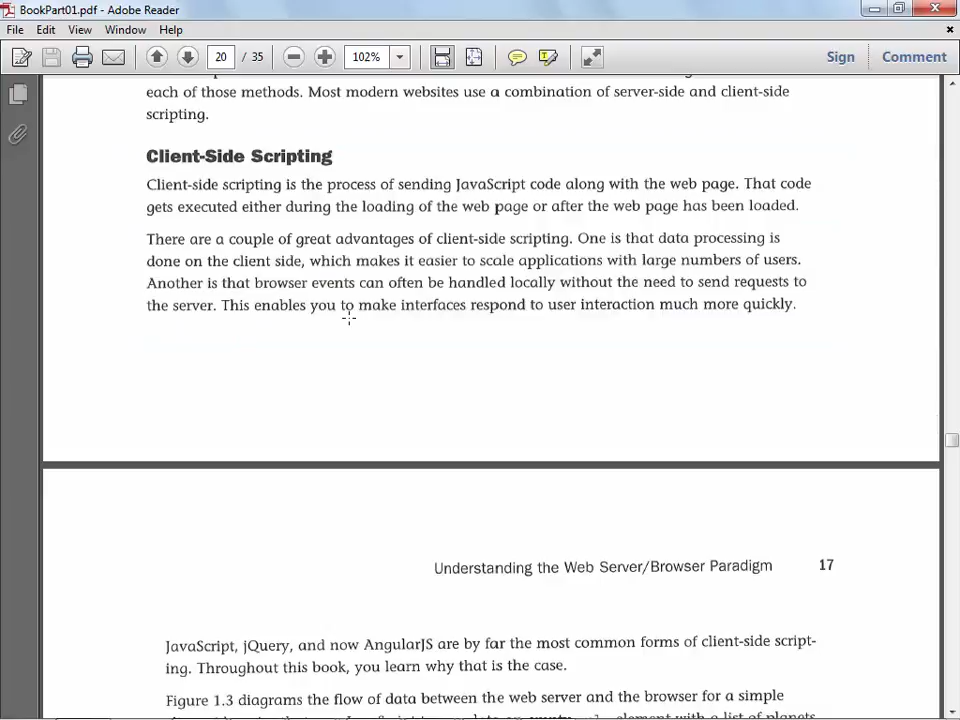 BookPart01.pdf - Adobe Reader
File Edit View Window Help
20 / 35 102% Sign Comment
each of those methods. Most modern websites use a combination of server-side and client-side
scripting.
Client-Side Scripting
Client-side scripting is the process of sending JavaScript code along with the web page. That code
gets executed either during the loading of the web page or after the web page has been loaded.
There are a couple of great advantages of client-side scripting. One is that data processing is
done on the client side, which makes it easier to scale applications with large numbers of users.
Another is that browser events can often be handled locally without the need to send requests to
the server. This enables you to make interfaces respond to user interaction much more quickly.
Understanding the Web Server/Browser Paradigm 17
JavaScript, jQuery, and now AngularJS are by far the most common forms of client-side script-
ing. Throughout this book, you learn why that is the case.
Figure 1.3 diagrams the flow of data between the web server and the browser for a simple
element with a list of planets